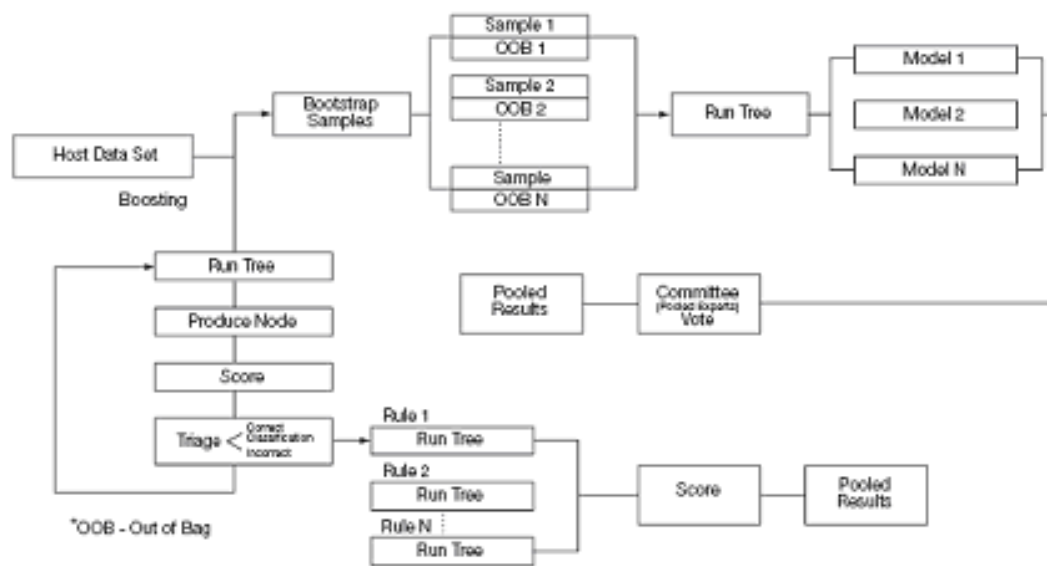 Sample 1
OOB 1
Sample 2
OOB 2
Sample
OOB N
Bootstrap
Samples
Run Tree
Model 1
Model 2
Model N
Host Data Set
Boosting
Run Tree
Produce Node
Score
Triage < Correct
Classification
Incorrect
Pooled
Results
Committee
(Pooled Experts)
Vote
Rule 1
Run Tree
Rule 2
Run Tree
Rule N
Run Tree
Score
Pooled
Results
*OOB - Out of Bag